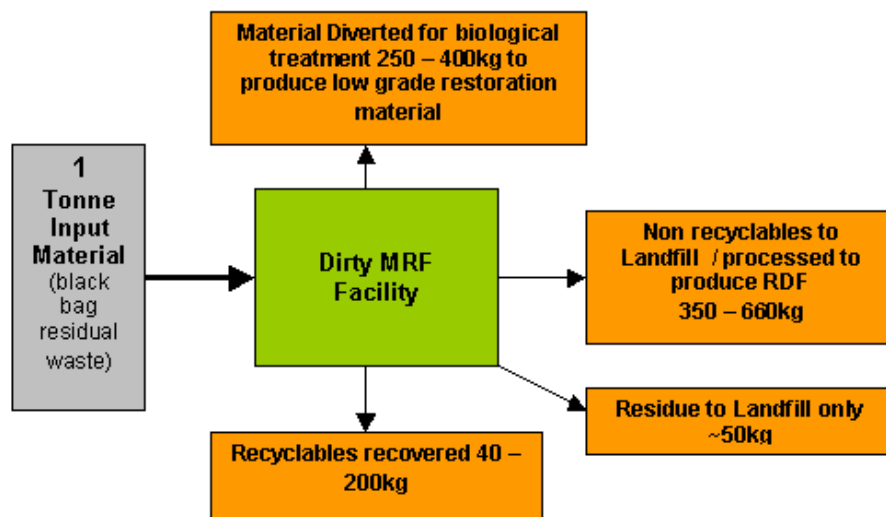 Material Diverted for biological
treatment 250 – 400kg to
produce low grade restoration
material
1
Tonne
Input
Material
(black
bag
residual
waste)
Dirty MRF
Facility
Non recyclables to
Landfill / processed to
produce RDF
350 – 660kg
Residue to Landfill only
~50kg
Recyclables recovered 40 –
200kg